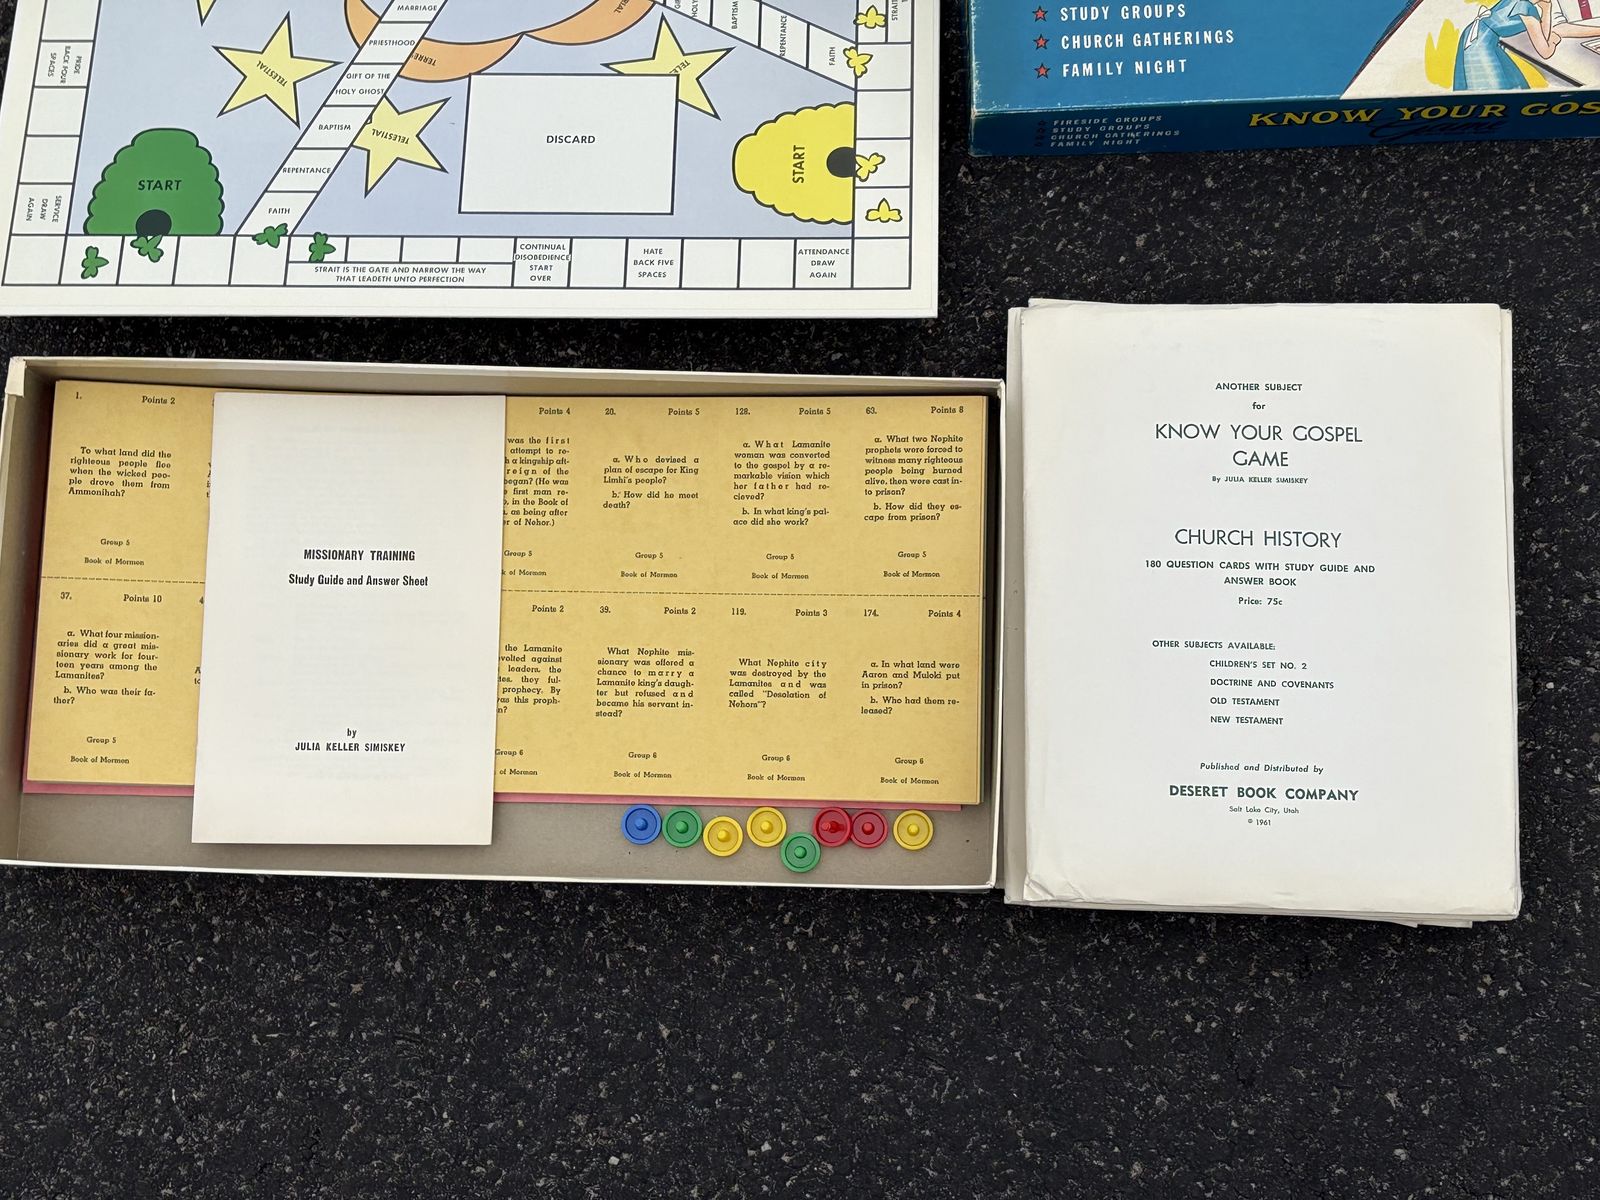 MARRIAGE
PRIESTHOOD
GIFT OF THE
HOLY GHOST
BAPTISM
REPENTANCE
FAITH
TELESTIAL
TELESTIAL
PRIDE
BACK FOUR
SPACES
SERVICE
DRAW
AGAIN
START
DISCARD
START
BAPTISM
REPENTANCE
FAITH
STRAIT
STRAIT IS THE GATE AND NARROW THE WAY
THAT LEADETH UNTO PERFECTION
CONTINUAL
DISOBEDIENCE
START
OVER
HATE
BACK FIVE
SPACES
ATTENDANCE
DRAW
AGAIN
STUDY GROUPS
CHURCH GATHERINGS
FAMILY NIGHT
FIRESIDE GROUPS
STUDY GROUPS
CHURCH GATHERINGS
FAMILY NIGHT
KNOW YOUR GOS
Game
1. Points 2
To what land did the
righteous people flee
when the wicked peo-
ple drove them from
Ammonihah?
Group 5
Book of Mormon
37. Points 10
a. What four mission-
aries did a great mis-
sionary work for four-
teen years among the
Lamanites?
b. Who was their fa-
ther?
Group 5
Book of Mormon
MISSIONARY TRAINING
Study Guide and Answer Sheet
by
JULIA KELLER SIMISKEY
Points 4
was the first
attempt to re-
h a kingship aft-
reign of the
began? (He was
first man re-
, in the Book of
as being after
r of Nehor.)
Group 5
of Mormon
20. Points 5
a. Who devised a
plan of escape for King
Limhi's people?
b. How did he meet
death?
Group 5
Book of Mormon
128. Points 5
a. What Lamanite
woman was converted
to the gospel by a re-
markable vision which
her father had re-
cieved?
b. In what king's pal-
ace did she work?
Group 5
Book of Mormon
63. Points 8
a. What two Nephite
prophets were forced to
witness many righteous
people being burned
alive, then were cast in-
to prison?
b. How did they es-
cape from prison?
Group 5
Book of Mormon
Points 2
the Lamanite
volted against
leaders, the
tes, they ful-
prophecy. By
as this proph-
n?
Group 6
of Mormon
39. Points 2
What Nephite mis-
sionary was offered a
chance to marry a
Lamanite king's daugh-
ter but refused and
became his servant in-
stead?
Group 6
Book of Mormon
119. Points 3
What Nephite city
was destroyed by the
Lamanites and was
called "Desolation of
Nehors"?
Group 6
Book of Mormon
174. Points 4
a. In what land were
Aaron and Muloki put
in prison?
b. Who had them re-
leased?
Group 6
Book of Mormon
ANOTHER SUBJECT
for
KNOW YOUR GOSPEL
GAME
By JULIA KELLER SIMISKEY
CHURCH HISTORY
180 QUESTION CARDS WITH STUDY GUIDE AND
ANSWER BOOK
Price: 75c
OTHER SUBJECTS AVAILABLE:
CHILDREN'S SET NO. 2
DOCTRINE AND COVENANTS
OLD TESTAMENT
NEW TESTAMENT
Published and Distributed by
DESERET BOOK COMPANY
Salt Lake City, Utah
© 1961